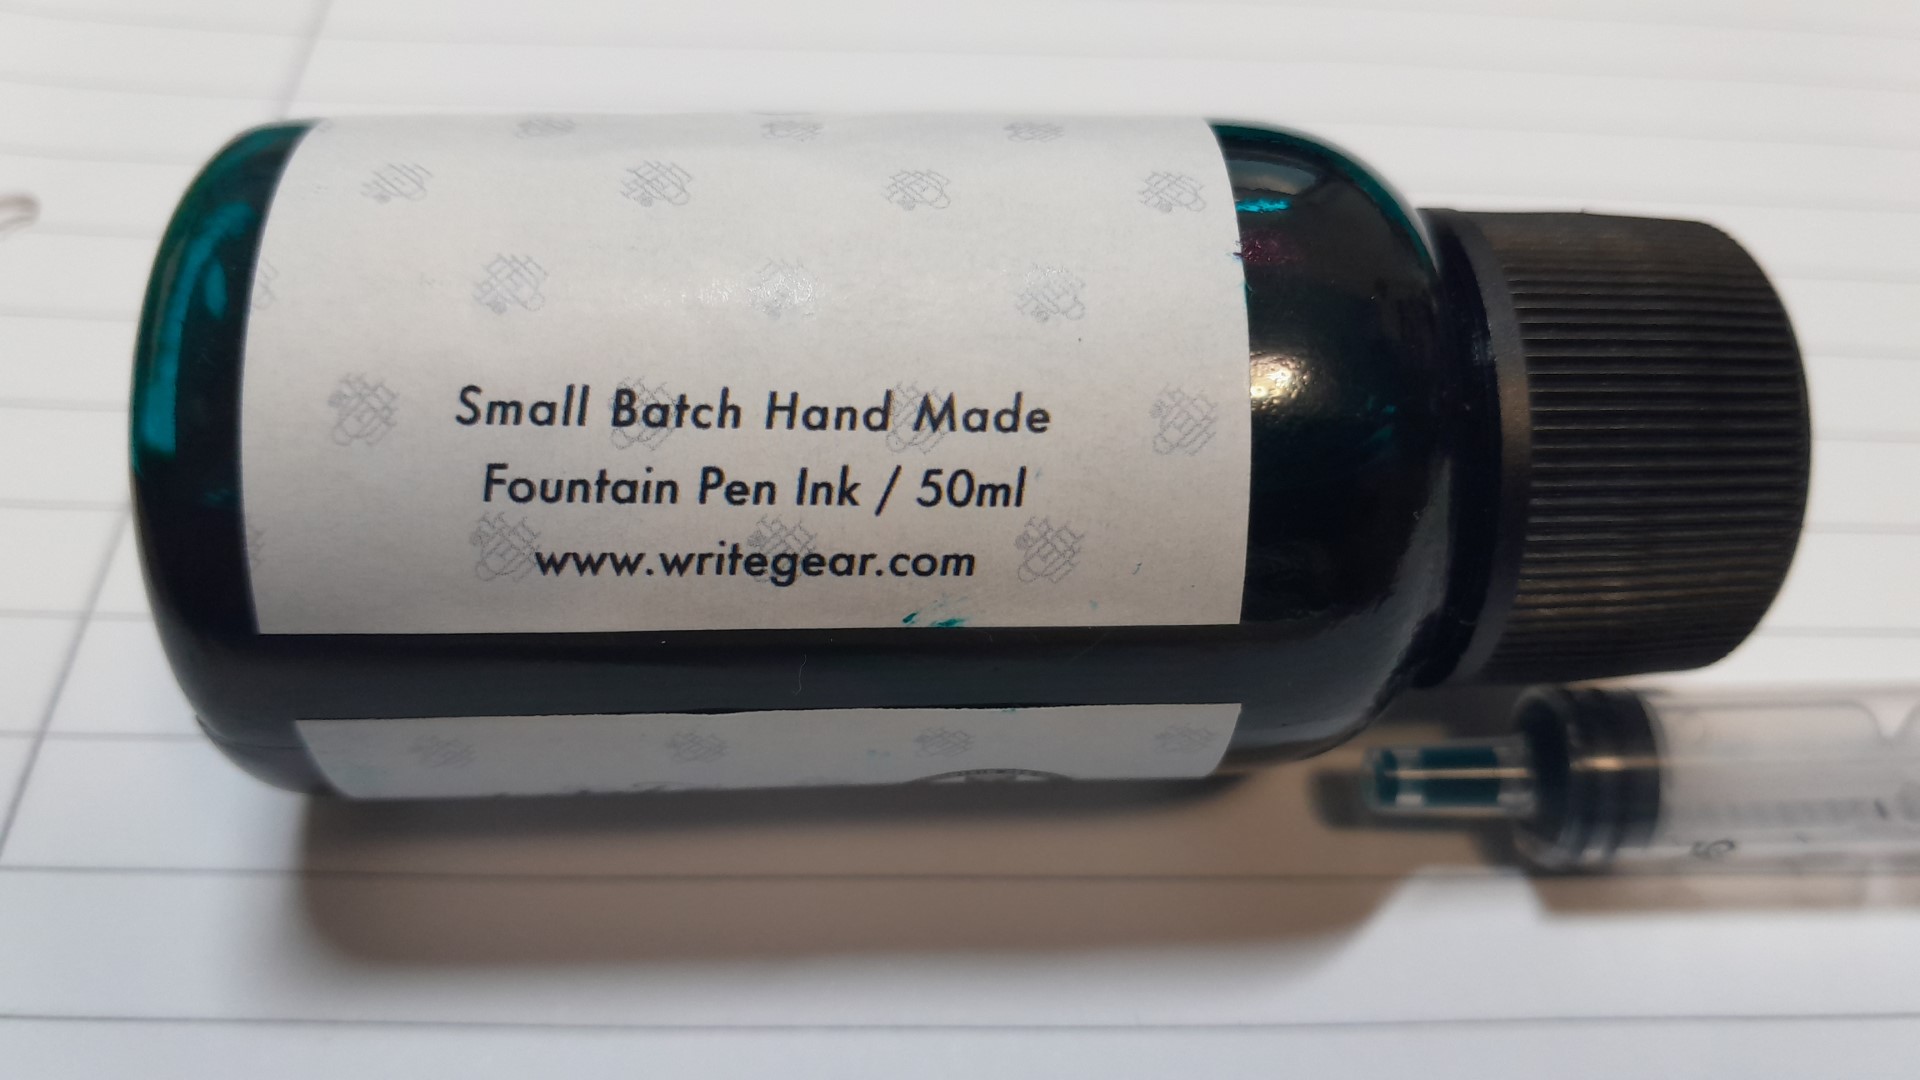 Small Batch Hand Made
Fountain Pen Ink / 50ml
www.writegear.com